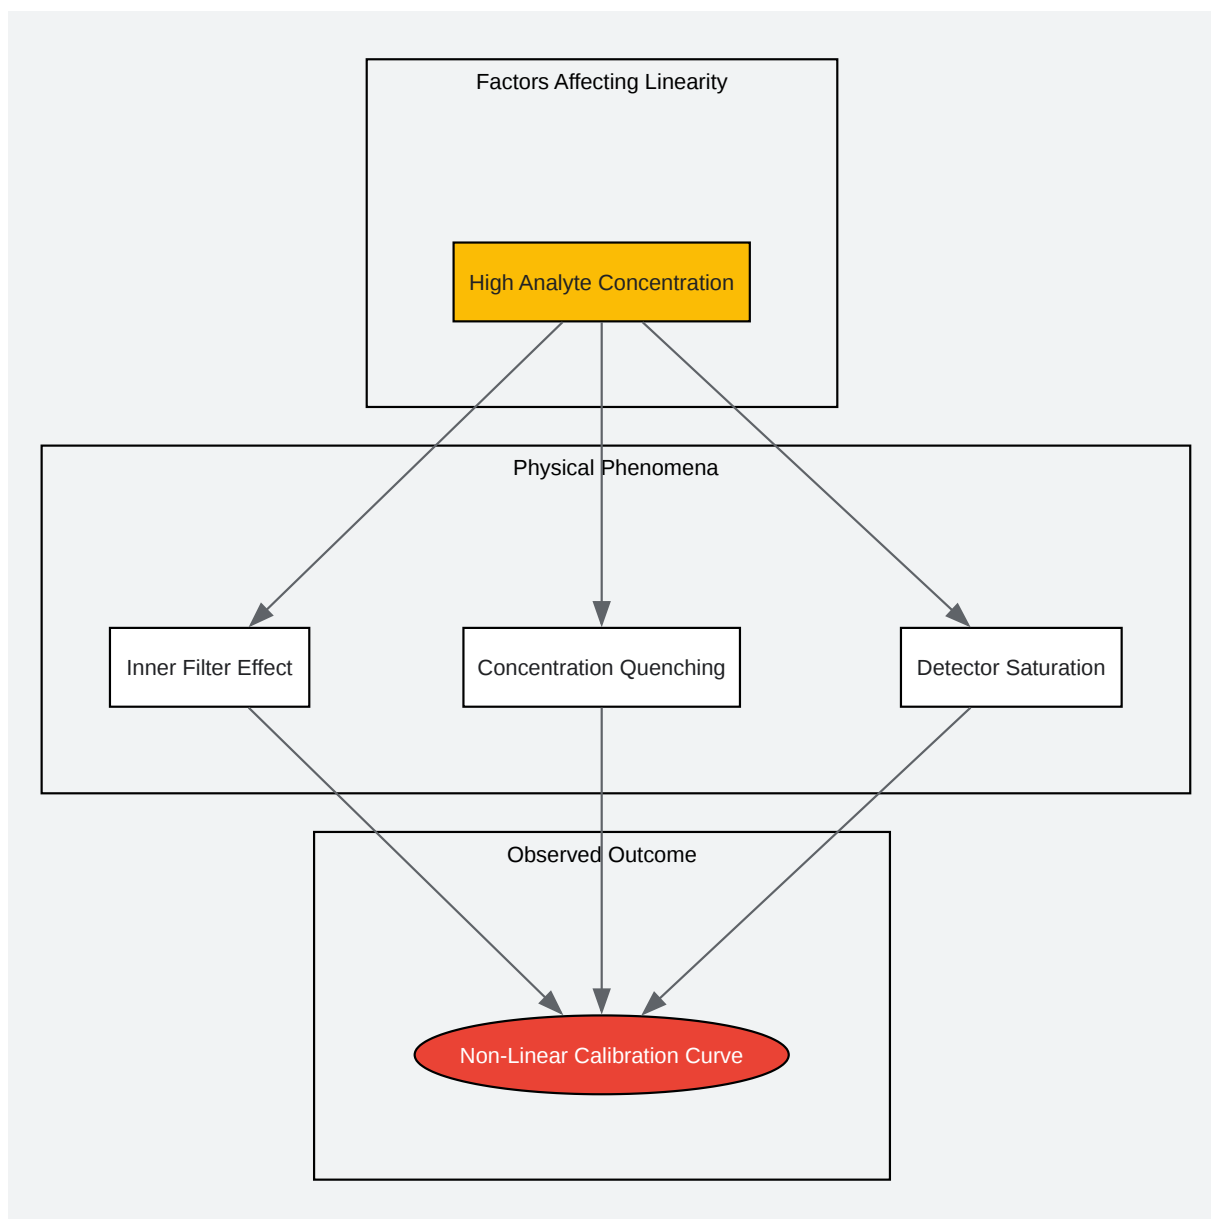 Factors Affecting Linearity
High Analyte Concentration
Physical Phenomena
Inner Filter Effect
Concentration Quenching
Detector Saturation
Observed Outcome
Non-Linear Calibration Curve